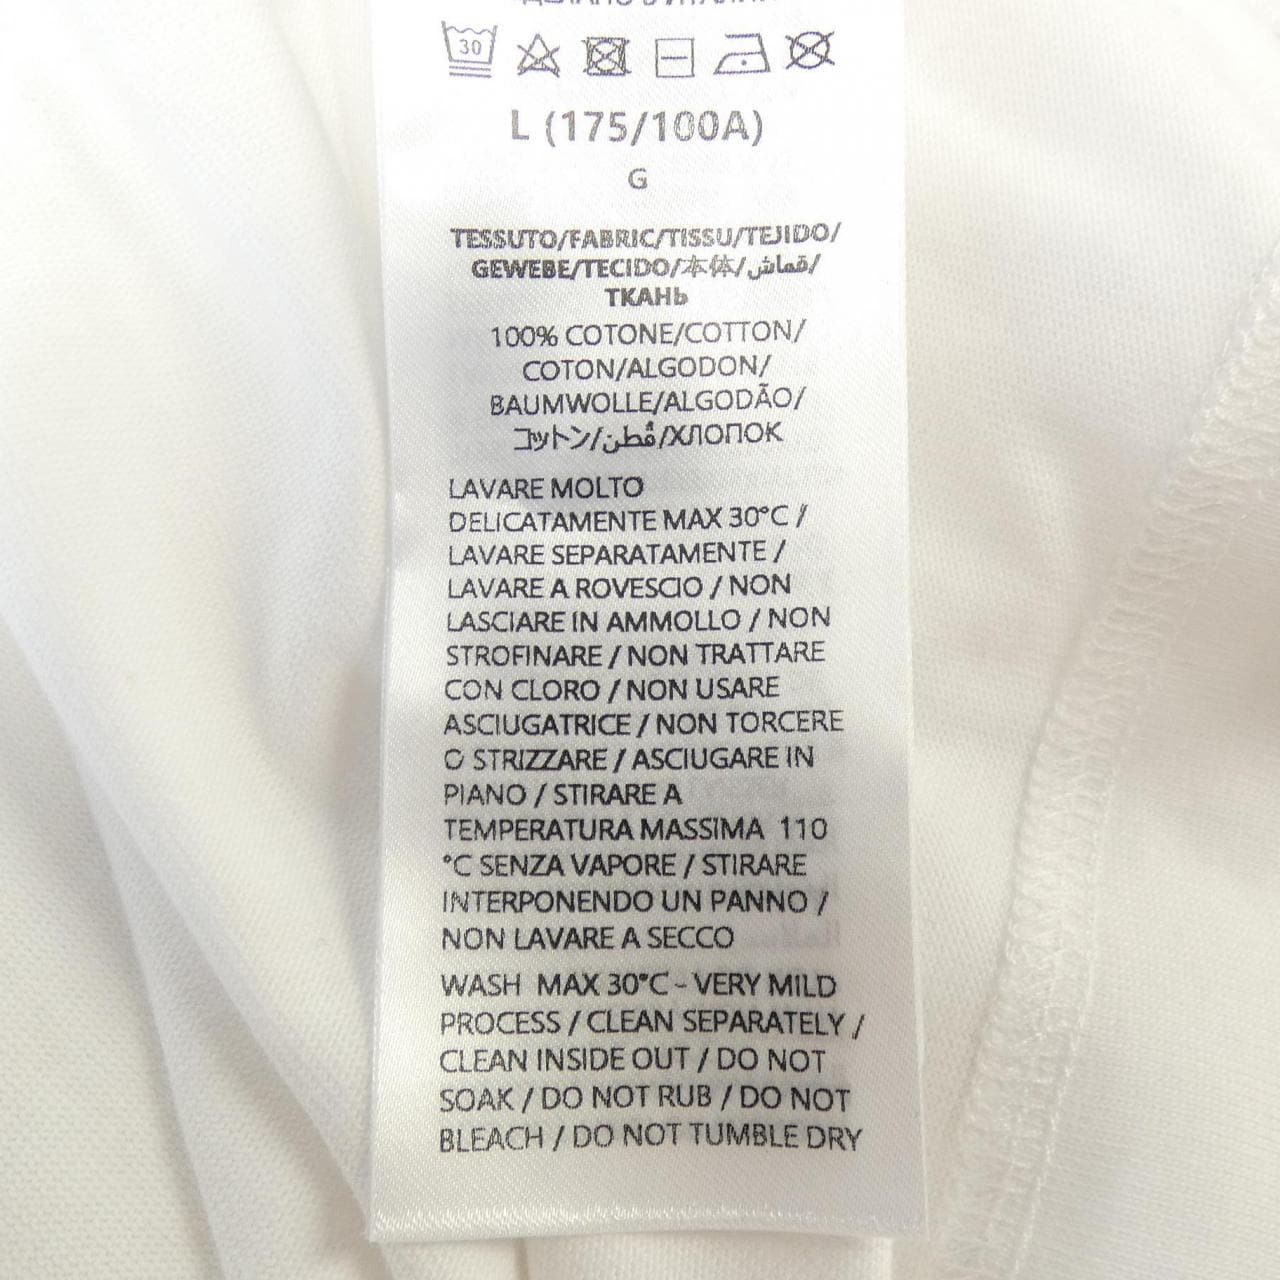 30
L (175/100A)
G
TESSUTO/FABRIC/TISSU/TEJIDO/
GEWEBE/TECIDO/本体/قماش/
ТКАНЬ
100% COTONE/COTTON/
COTON/ALGODON/
BAUMWOLLE/ALGODÃO/
コットン/قُطن/ХЛОПОК
LAVARE MOLTO
DELICATAMENTE MAX 30°C /
LAVARE SEPARATAMENTE /
LAVARE A ROVESCIO / NON
LASCIARE IN AMMOLLO / NON
STROFINARE / NON TRATTARE
CON CLORO / NON USARE
ASCIUGATRICE / NON TORCERE
O STRIZZARE / ASCIUGARE IN
PIANO / STIRARE A
TEMPERATURA MASSIMA 110
°C SENZA VAPORE / STIRARE
INTERPONENDO UN PANNO /
NON LAVARE A SECCO
WASH MAX 30°C - VERY MILD
PROCESS / CLEAN SEPARATELY /
CLEAN INSIDE OUT / DO NOT
SOAK / DO NOT RUB / DO NOT
BLEACH / DO NOT TUMBLE DRY